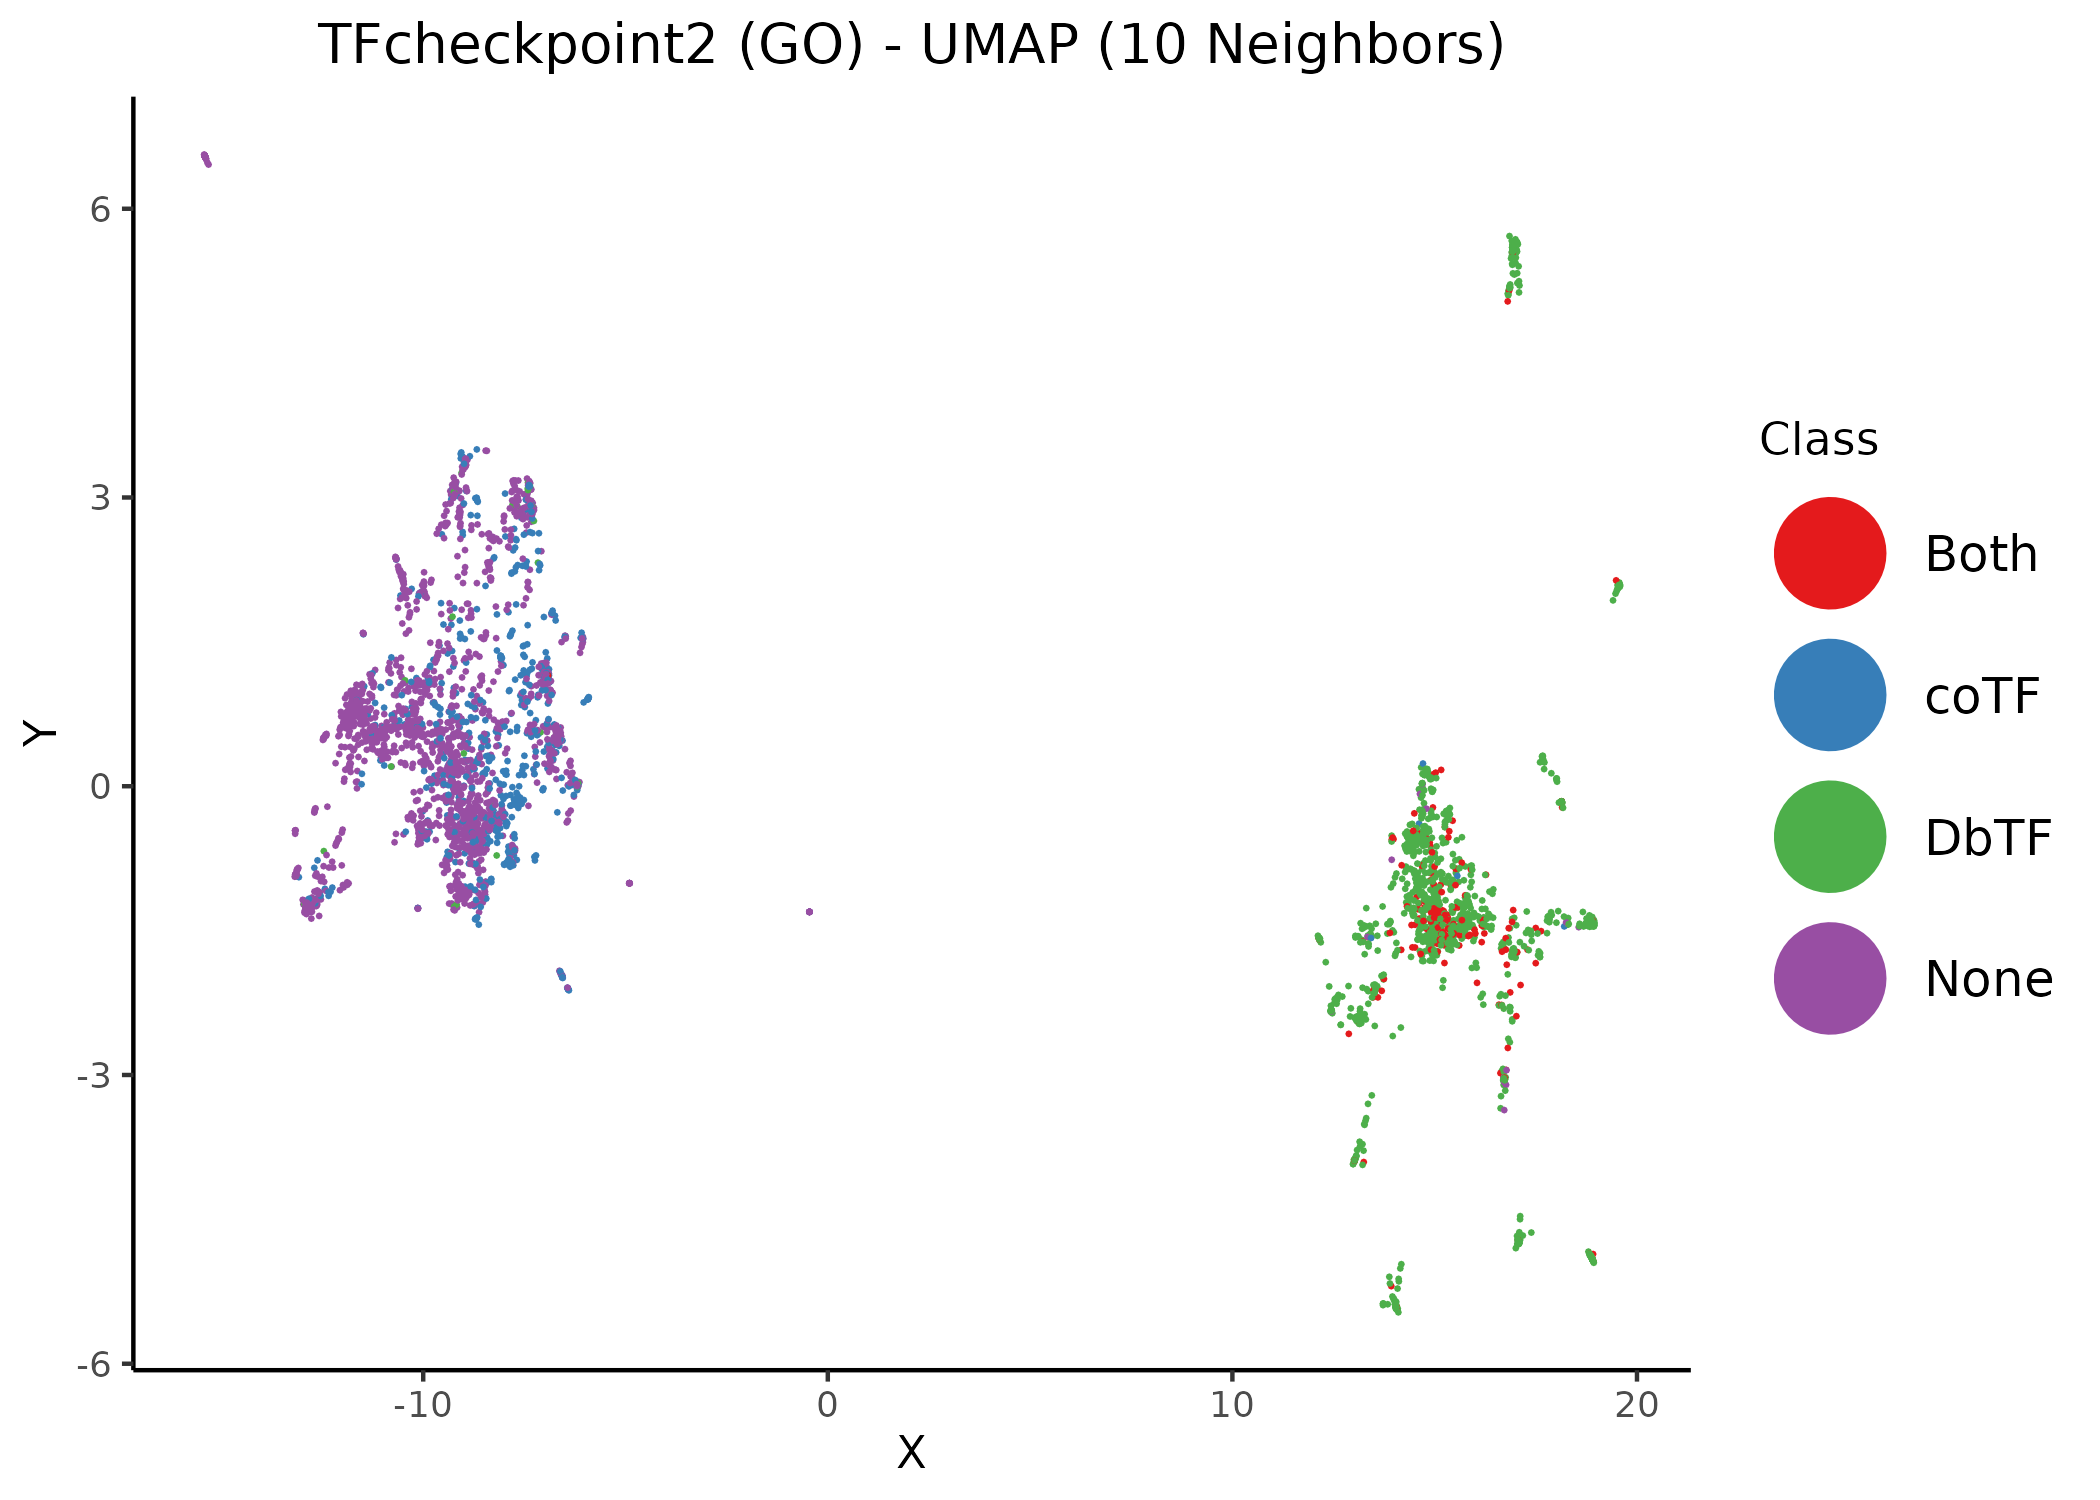 TFcheckpoint2 (GO) - UMAP (10 Neighbors)
Y
6
3
0
-3
-6
-10
0
10
20
X
Class
Both
coTF
DbTF
None